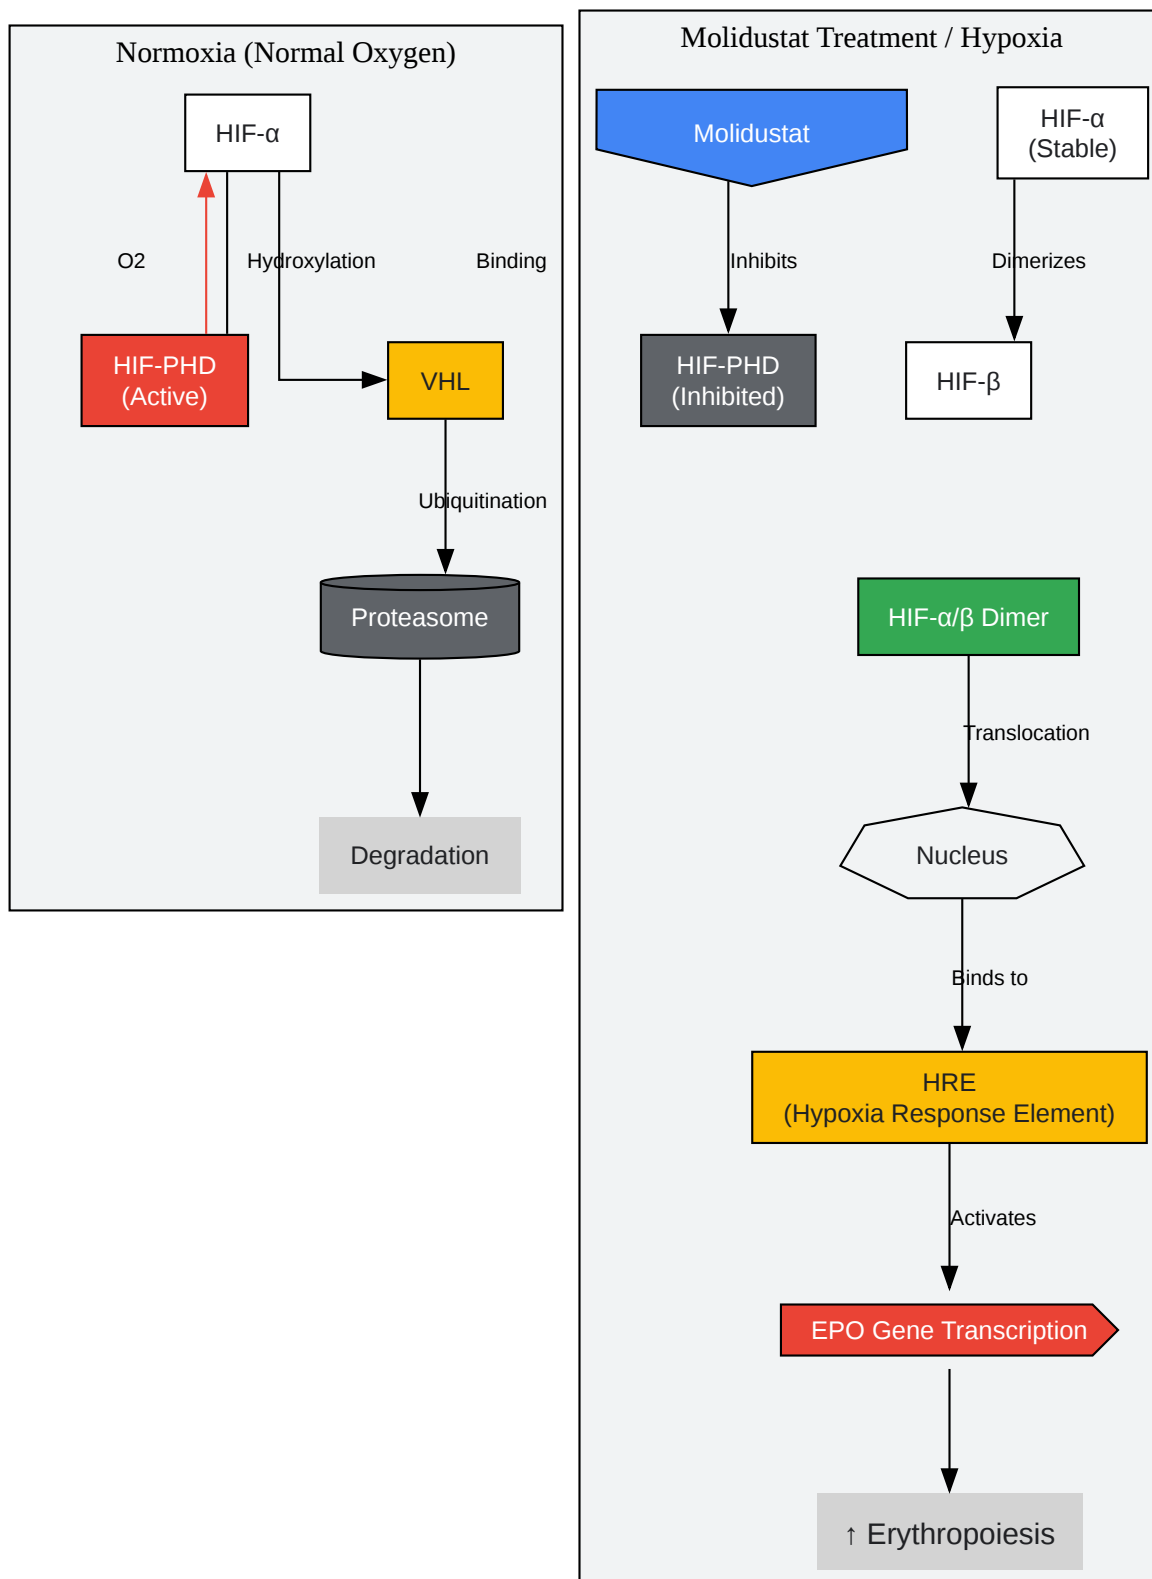 Normoxia (Normal Oxygen)
HIF-α
O2
Hydroxylation
Binding
HIF-PHD
(Active)
VHL
Ubiquitination
Proteasome
Degradation
Molidustat Treatment / Hypoxia
Molidustat
HIF-α
(Stable)
Inhibits
Dimerizes
HIF-PHD
(Inhibited)
HIF-β
HIF-α/β Dimer
Translocation
Nucleus
Binds to
HRE
(Hypoxia Response Element)
Activates
EPO Gene Transcription
↑ Erythropoiesis